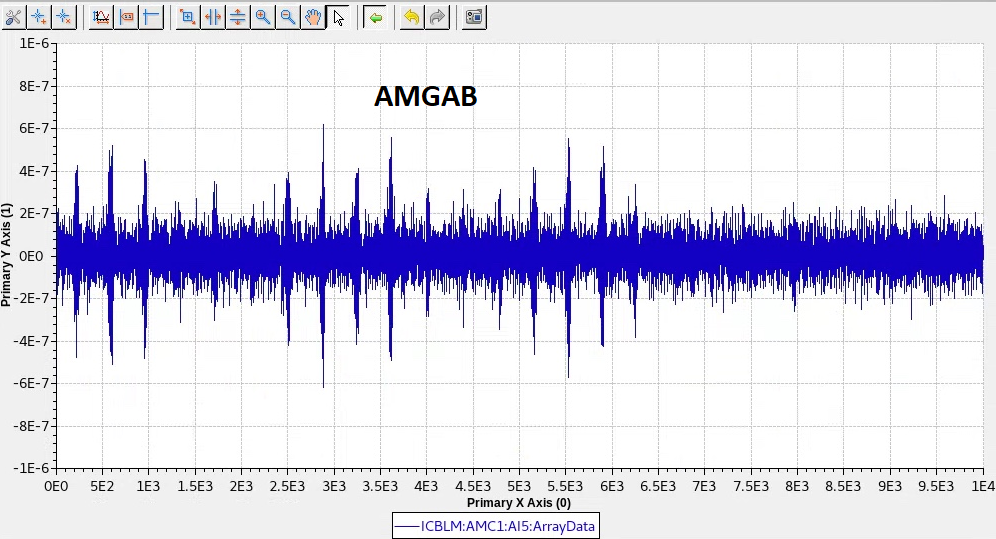 AMGAB
1E-6
8E-7
6E-7
4E-7
2E-7
0E0
-2E-7
-4E-7
-6E-7
-8E-7
-1E-6
Primary Y Axis (1)
0E0 5E2 1E3 1.5E3 2E3 2.5E3 3E3 3.5E3 4E3 4.5E3 5E3 5.5E3 6E3 6.5E3 7E3 7.5E3 8E3 8.5E3 9E3 9.5E3 1E4
Primary X Axis (0)
ICBLM:AMC1:AI5:ArrayData